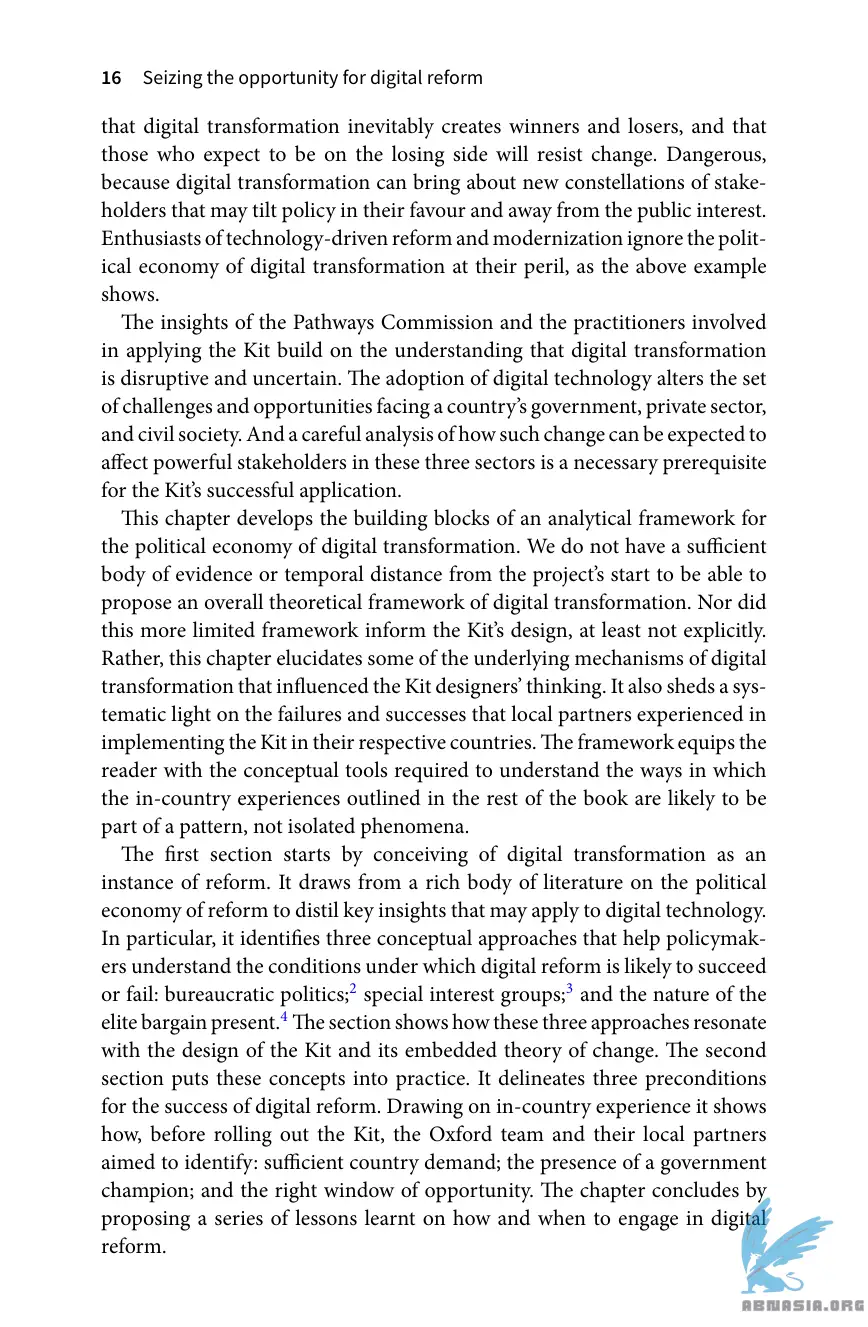 16 Seizing the opportunity for digital reform
that digital transformation inevitably creates winners and losers, and that
those who expect to be on the losing side will resist change. Dangerous,
because digital transformation can bring about new constellations of stake-
holders that may tilt policy in their favour and away from the public interest.
Enthusiasts of technology-driven reform and modernization ignore the polit-
ical economy of digital transformation at their peril, as the above example
shows.
The insights of the Pathways Commission and the practitioners involved
in applying the Kit build on the understanding that digital transformation
is disruptive and uncertain. The adoption of digital technology alters the set
of challenges and opportunities facing a country’s government, private sector,
and civil society. And a careful analysis of how such change can be expected to
affect powerful stakeholders in these three sectors is a necessary prerequisite
for the Kit’s successful application.
This chapter develops the building blocks of an analytical framework for
the political economy of digital transformation. We do not have a sufficient
body of evidence or temporal distance from the project’s start to be able to
propose an overall theoretical framework of digital transformation. Nor did
this more limited framework inform the Kit’s design, at least not explicitly.
Rather, this chapter elucidates some of the underlying mechanisms of digital
transformation that influenced the Kit designers’ thinking. It also sheds a sys-
tematic light on the failures and successes that local partners experienced in
implementing the Kit in their respective countries. The framework equips the
reader with the conceptual tools required to understand the ways in which
the in-country experiences outlined in the rest of the book are likely to be
part of a pattern, not isolated phenomena.
The first section starts by conceiving of digital transformation as an
instance of reform. It draws from a rich body of literature on the political
economy of reform to distil key insights that may apply to digital technology.
In particular, it identifies three conceptual approaches that help policymak-
ers understand the conditions under which digital reform is likely to succeed
or fail: bureaucratic politics;2 special interest groups;3 and the nature of the
elite bargain present.4 The section shows how these three approaches resonate
with the design of the Kit and its embedded theory of change. The second
section puts these concepts into practice. It delineates three preconditions
for the success of digital reform. Drawing on in-country experience it shows
how, before rolling out the Kit, the Oxford team and their local partners
aimed to identify: sufficient country demand; the presence of a government
champion; and the right window of opportunity. The chapter concludes by
proposing a series of lessons learnt on how and when to engage in digital
reform.
ABNASIA.ORG